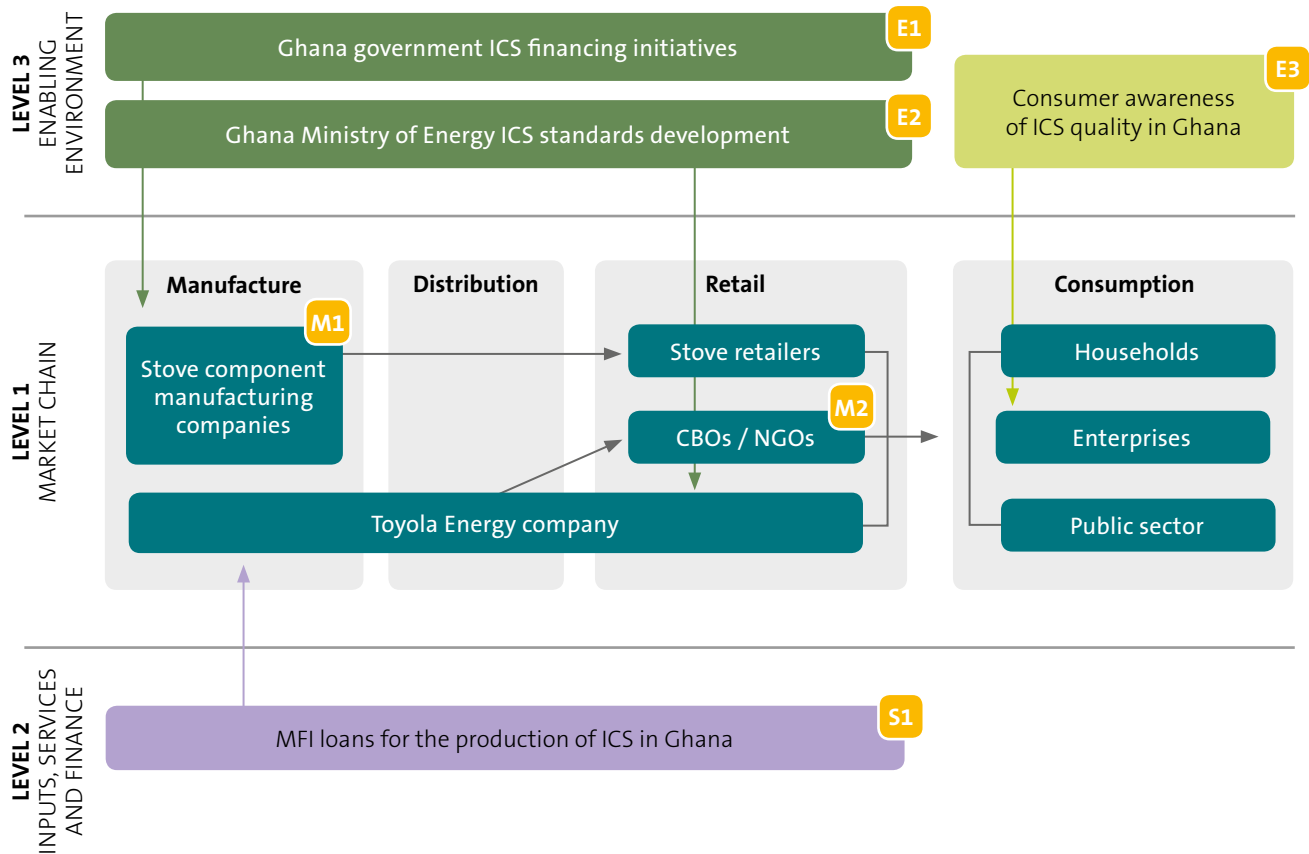 LEVEL 3
ENABLING
ENVIRONMENT
Ghana government ICS financing initiatives
E1
Ghana Ministry of Energy ICS standards development
E2
Consumer awareness
of ICS quality in Ghana
E3
LEVEL 1
MARKET CHAIN
Manufacture
Distribution
Retail
Consumption
M1
Stove component
manufacturing
companies
Stove retailers
M2
CBOs / NGOs
Toyola Energy company
Households
Enterprises
Public sector
LEVEL 2
INPUTS, SERVICES
AND FINANCE
MFI loans for the production of ICS in Ghana
S1